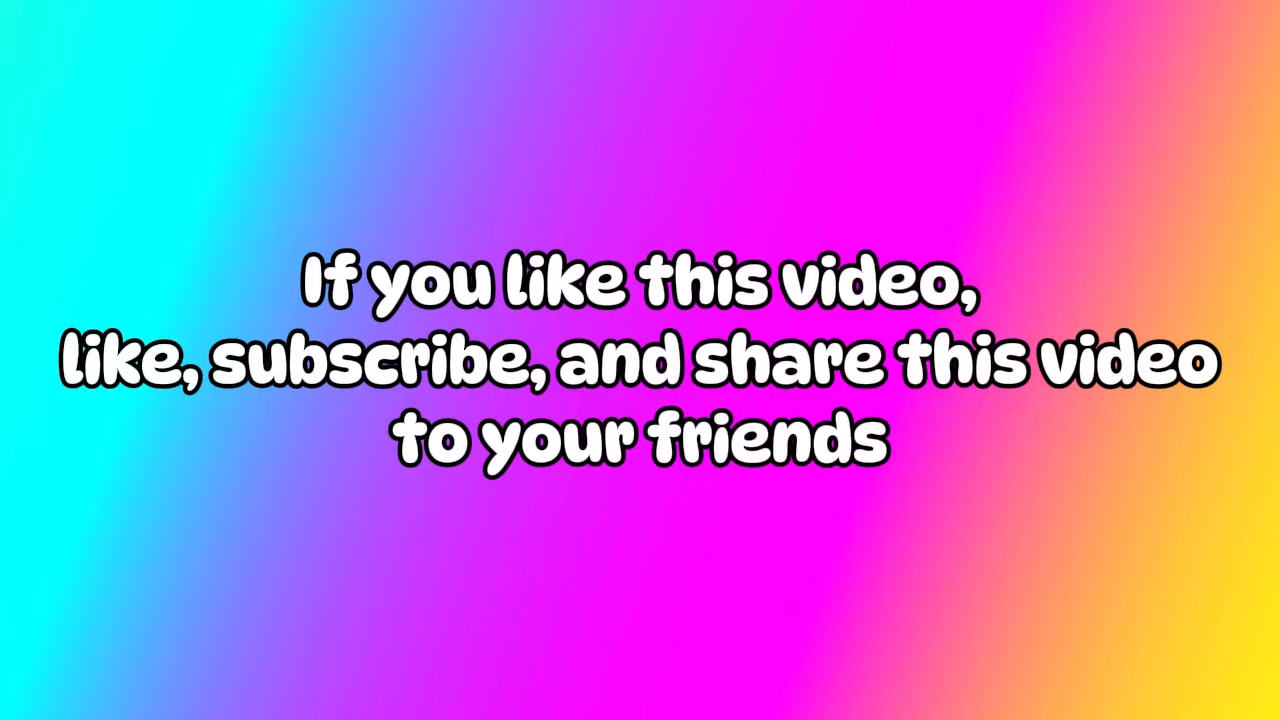 If you like this video,
like, subscribe, and share this video
to your friends